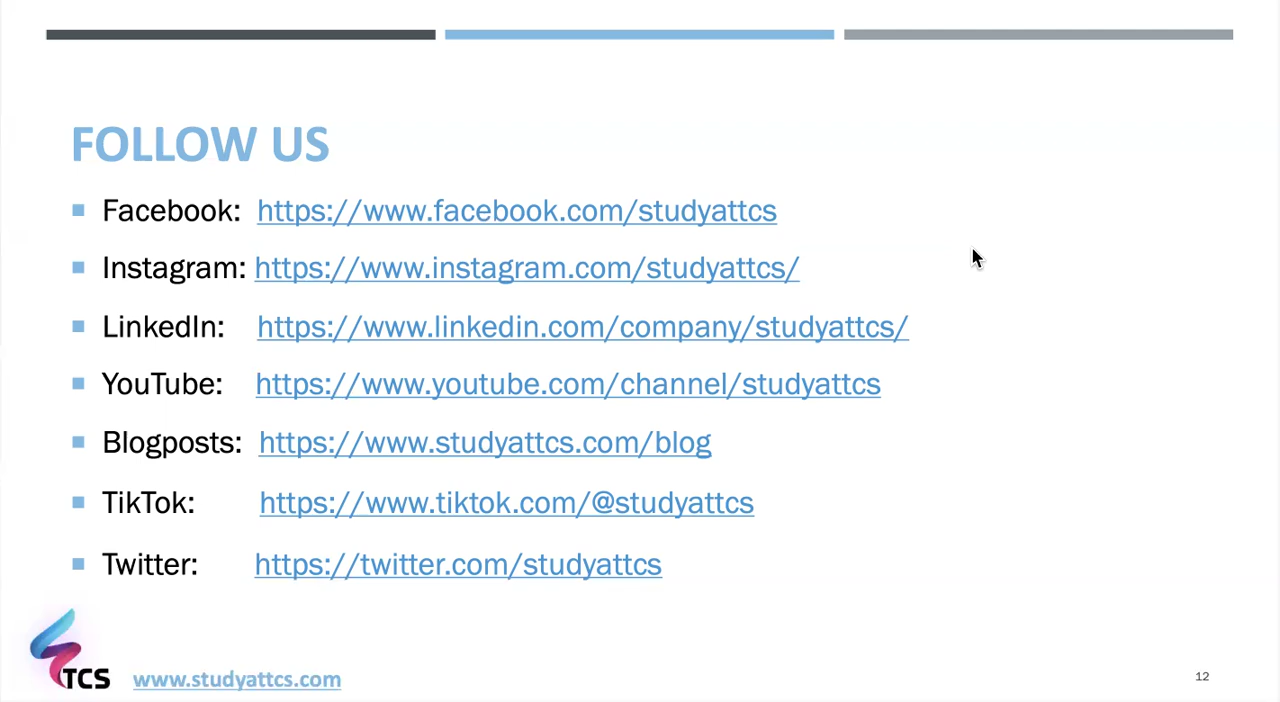 FOLLOW US
Facebook: https://www.facebook.com/studyattcs
Instagram: https://www.instagram.com/studyattcs/
LinkedIn: https://www.linkedin.com/company/studyattcs/
YouTube: https://www.youtube.com/channel/studyattcs
Blogposts: https://www.studyattcs.com/blog
TikTok: https://www.tiktok.com/@studyattcs
Twitter: https://twitter.com/studyattcs
TCS www.studyattcs.com 12